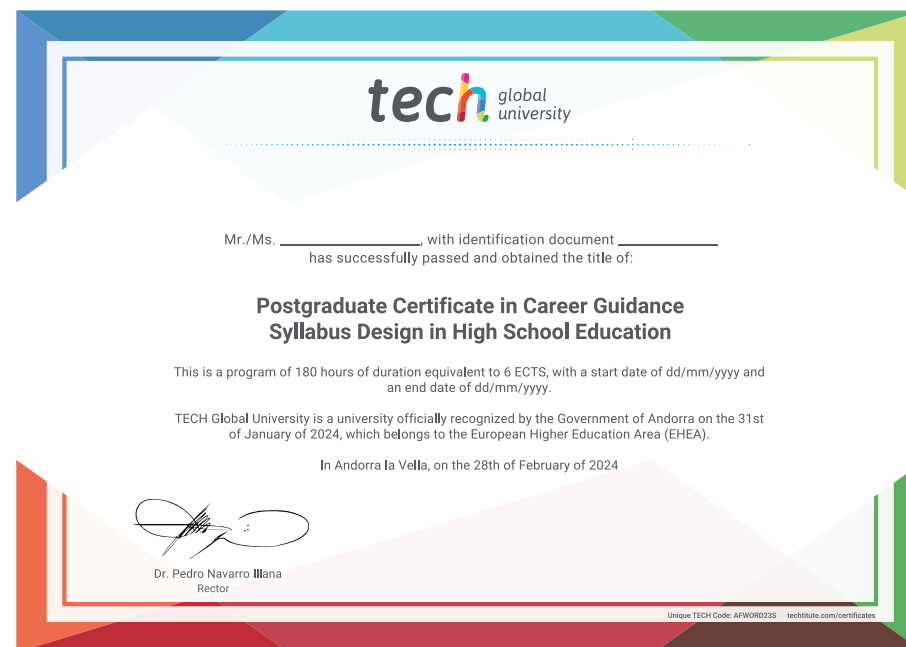 tech global
university
Mr./Ms. ____________, with identification document ____________
has successfully passed and obtained the title of:
Postgraduate Certificate in Career Guidance
Syllabus Design in High School Education
This is a program of 180 hours of duration equivalent to 6 ECTS, with a start date of dd/mm/yyyy and
an end date of dd/mm/yyyy.
TECH Global University is a university officially recognized by the Government of Andorra on the 31st
of January of 2024, which belongs to the European Higher Education Area (EHEA).
In Andorra la Vella, on the 28th of February of 2024
Dr. Pedro Navarro Illana
Rector
Unique TECH Code: AFWORD23S techtitute.com/certificates